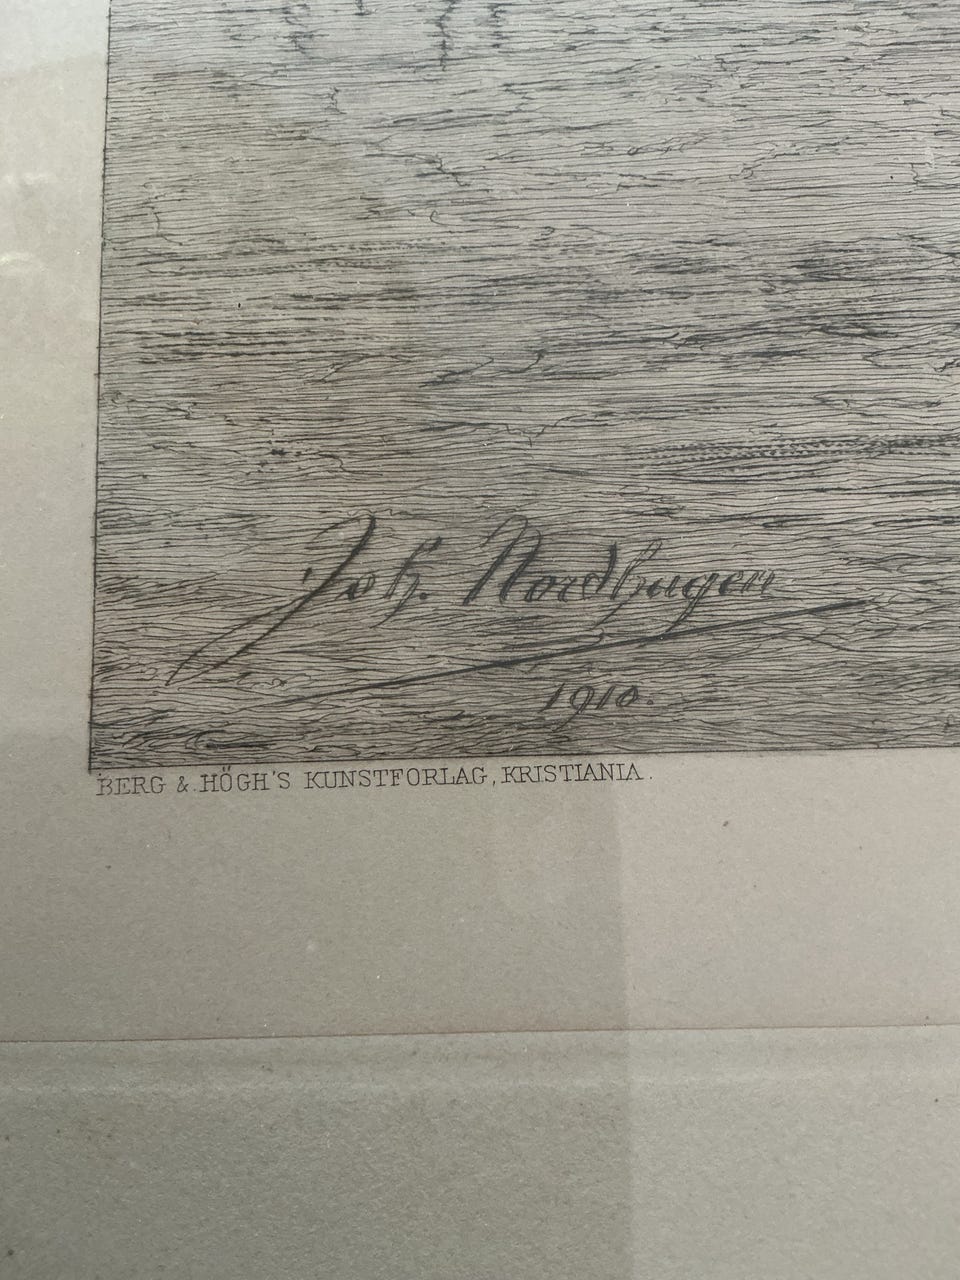 Joh. Nordhagen
1910.
BERG & HÖGH'S KUNSTFORLAG, KRISTIANIA.